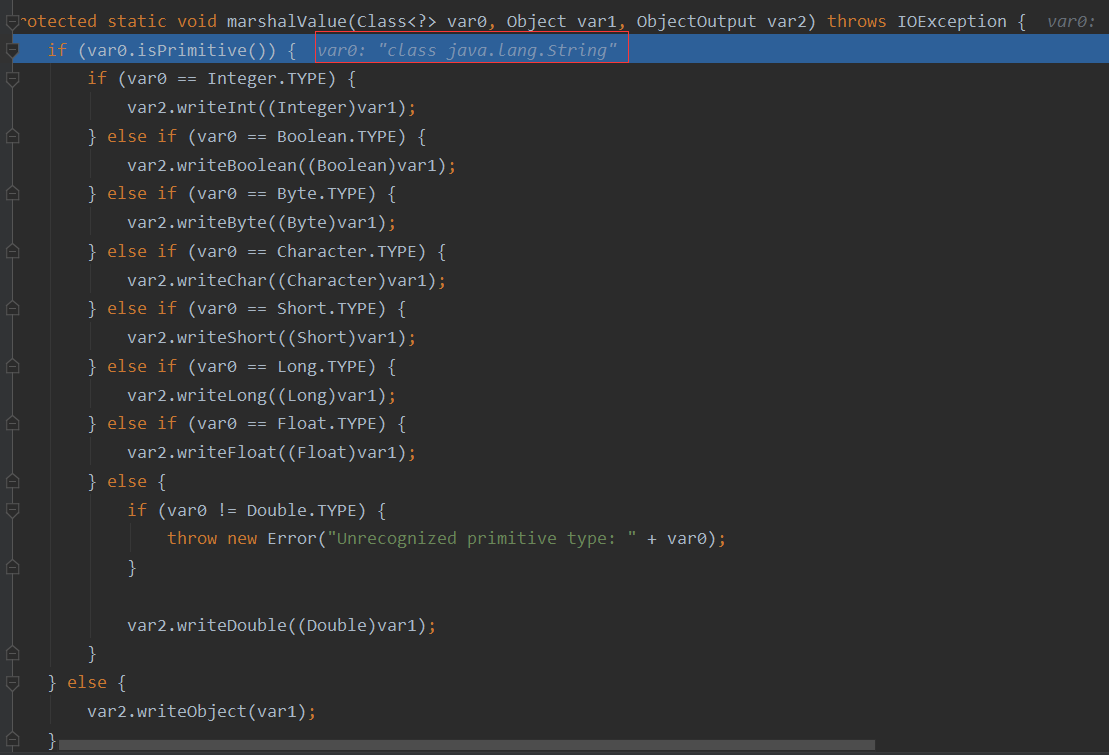 rotected static void marshalValue(Class<?> var0, Object var1, ObjectOutput var2) throws IOException {  var0:
    if (var0.isPrimitive()) {  var0: "class java.lang.String"
        if (var0 == Integer.TYPE) {
            var2.writeInt((Integer)var1);
        } else if (var0 == Boolean.TYPE) {
            var2.writeBoolean((Boolean)var1);
        } else if (var0 == Byte.TYPE) {
            var2.writeByte((Byte)var1);
        } else if (var0 == Character.TYPE) {
            var2.writeChar((Character)var1);
        } else if (var0 == Short.TYPE) {
            var2.writeShort((Short)var1);
        } else if (var0 == Long.TYPE) {
            var2.writeLong((Long)var1);
        } else if (var0 == Float.TYPE) {
            var2.writeFloat((Float)var1);
        } else {
            if (var0 != Double.TYPE) {
                throw new Error("Unrecognized primitive type: " + var0);
            }
            var2.writeDouble((Double)var1);
        }
    } else {
        var2.writeObject(var1);
    }